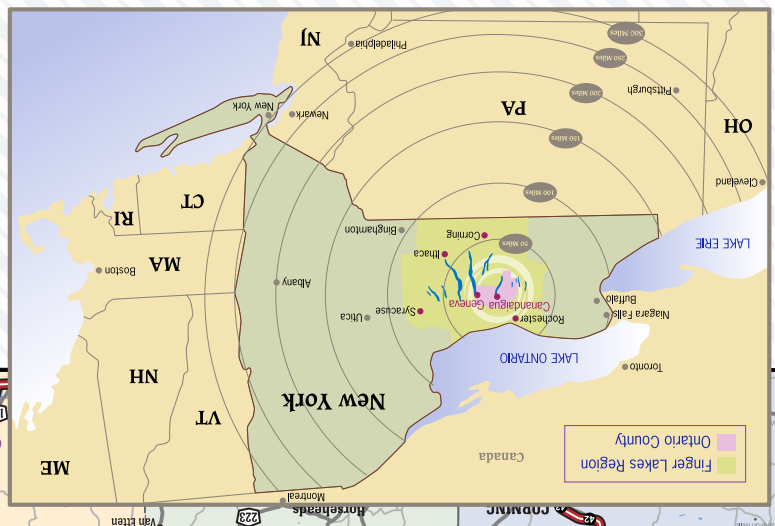 42
CORNING
Horseheads
223
Van Etten
Montreal
Finger Lakes Region
Ontario County
Canada
ME
New York
VT
NH
Toronto
LAKE ONTARIO
Niagara Falls
Buffalo
Rochester
Canandaigua
Geneva
Syracuse
Utica
Albany
Boston
MA
LAKE ERIE
50 Miles
Corning
Ithaca
Binghamton
RI
CT
Cleveland
100 Miles
OH
150 Miles
PA
Newark
New York
Pittsburgh
200 Miles
250 Miles
300 Miles
Philadelphia
NJ